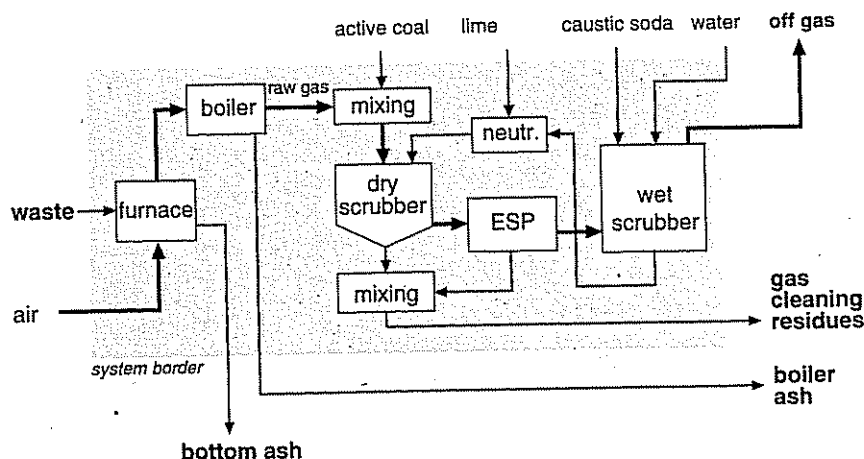 active coal
lime
caustic soda
water
off gas
boiler
raw gas
mixing
neutr.
waste
furnace
dry
scrubber
ESP
wet
scrubber
mixing
air
gas
cleaning
residues
system border
boiler
ash
bottom ash